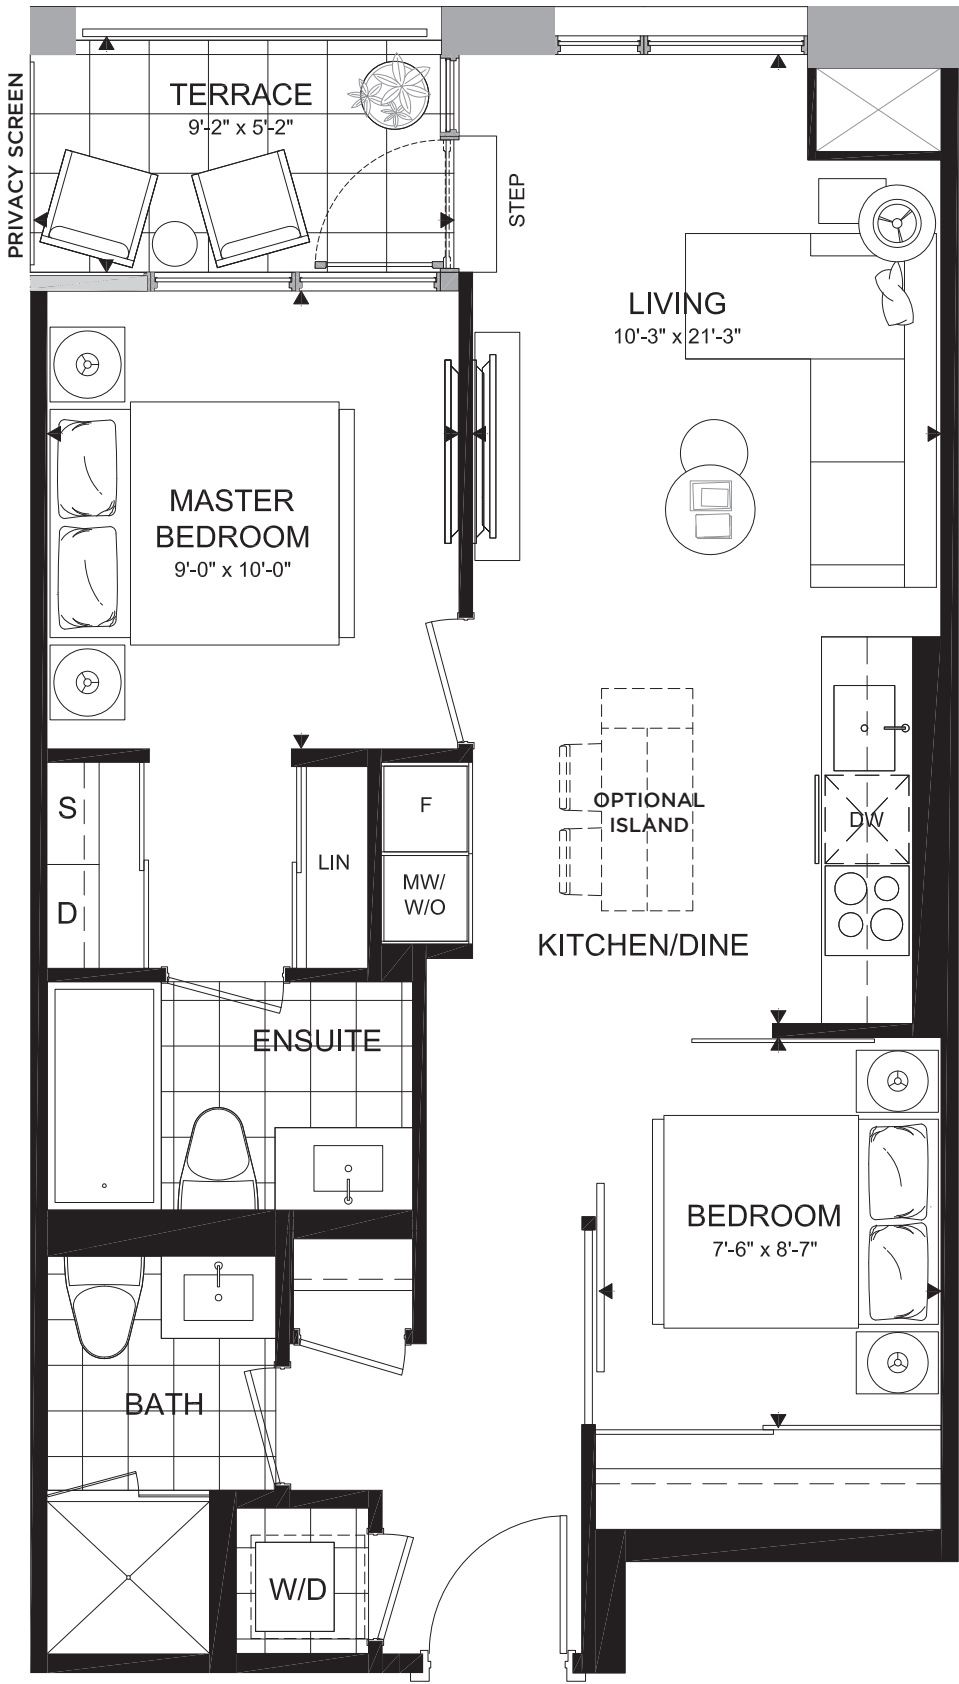 PRIVACY SCREEN
TERRACE
9'-2" x 5'-2"
STEP
LIVING
10'-3" x 21'-3"
MASTER
BEDROOM
9'-0" x 10'-0"
S
D
LIN
F
MW/
W/O
OPTIONAL
ISLAND
DW
KITCHEN/DINE
ENSUITE
BEDROOM
7'-6" x 8'-7"
BATH
W/D